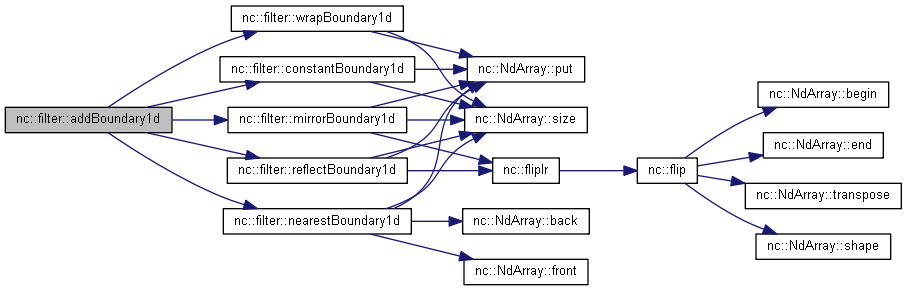 nc::filter::addBoundary1d
nc::filter::wrapBoundary1d
nc::filter::constantBoundary1d
nc::filter::mirrorBoundary1d
nc::filter::reflectBoundary1d
nc::filter::nearestBoundary1d
nc::NdArray::put
nc::NdArray::size
nc::fliplr
nc::NdArray::back
nc::NdArray::front
nc::flip
nc::NdArray::begin
nc::NdArray::end
nc::NdArray::transpose
nc::NdArray::shape